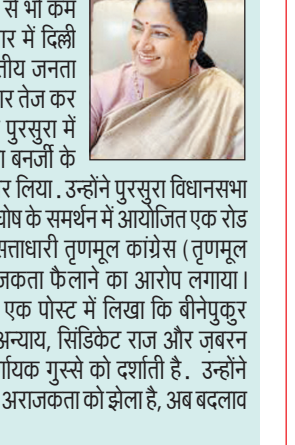 से भी कम
ार में दिल्ली
तीय जनता
ार तेज कर
पुरसुरा में
ा बनर्जी के
र लिया . उन्होंने पुरसुरा विधानसभा
घोष के समर्थन में आयोजित एक रोड
सत्ताधारी तृणमूल कांग्रेस ( तृणमूल
जकता फैलाने का आरोप लगाया।
एक पोस्ट में लिखा कि बीनेपुकुर
अन्याय, सिंडिकेट राज और ज़बरन
र्णायक गुस्से को दर्शाती है . उन्होंने
अराजकता को झेला है, अब बदलाव